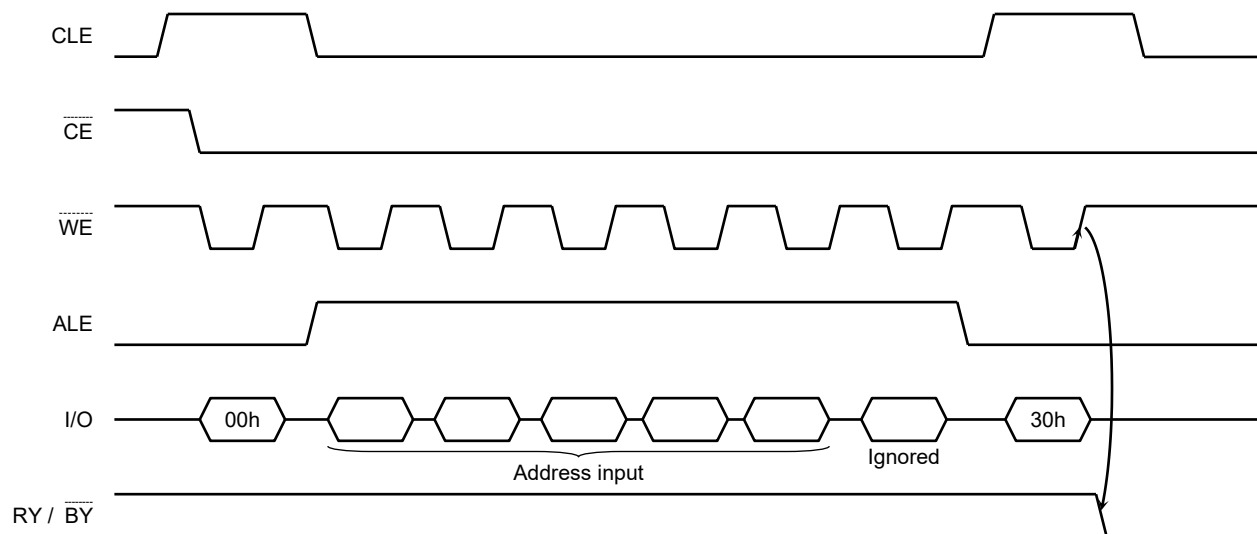 CLE
CE
WE
ALE
I/O 00h 30h
Ignored
Address input
RY / BY